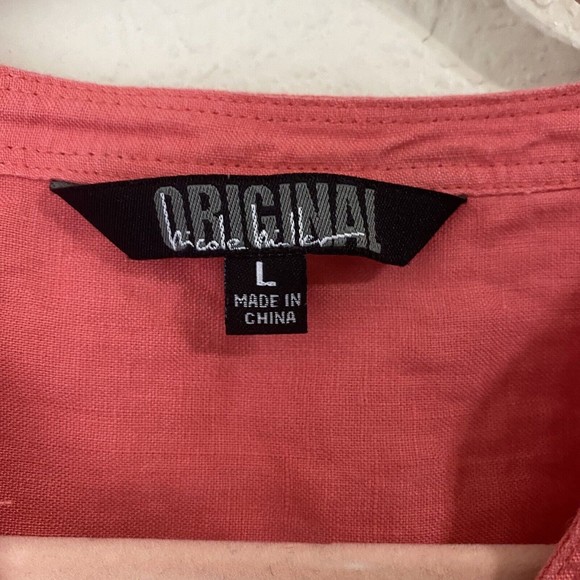 ORIGINAL
Nicole Miller
L
MADE IN
CHINA